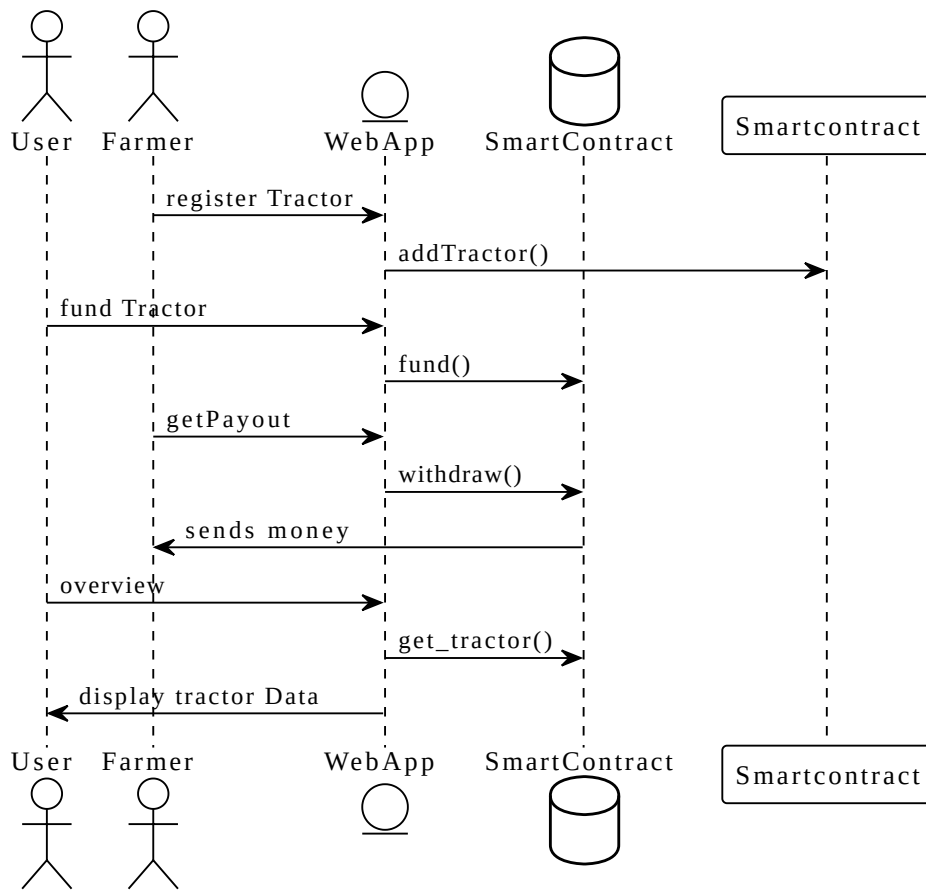 User Farmer WebApp SmartContract Smartcontract
register Tractor
addTractor()
fund Tractor
fund()
getPayout
withdraw()
sends money
overview
get_tractor()
display tractor Data
User Farmer WebApp SmartContract Smartcontract